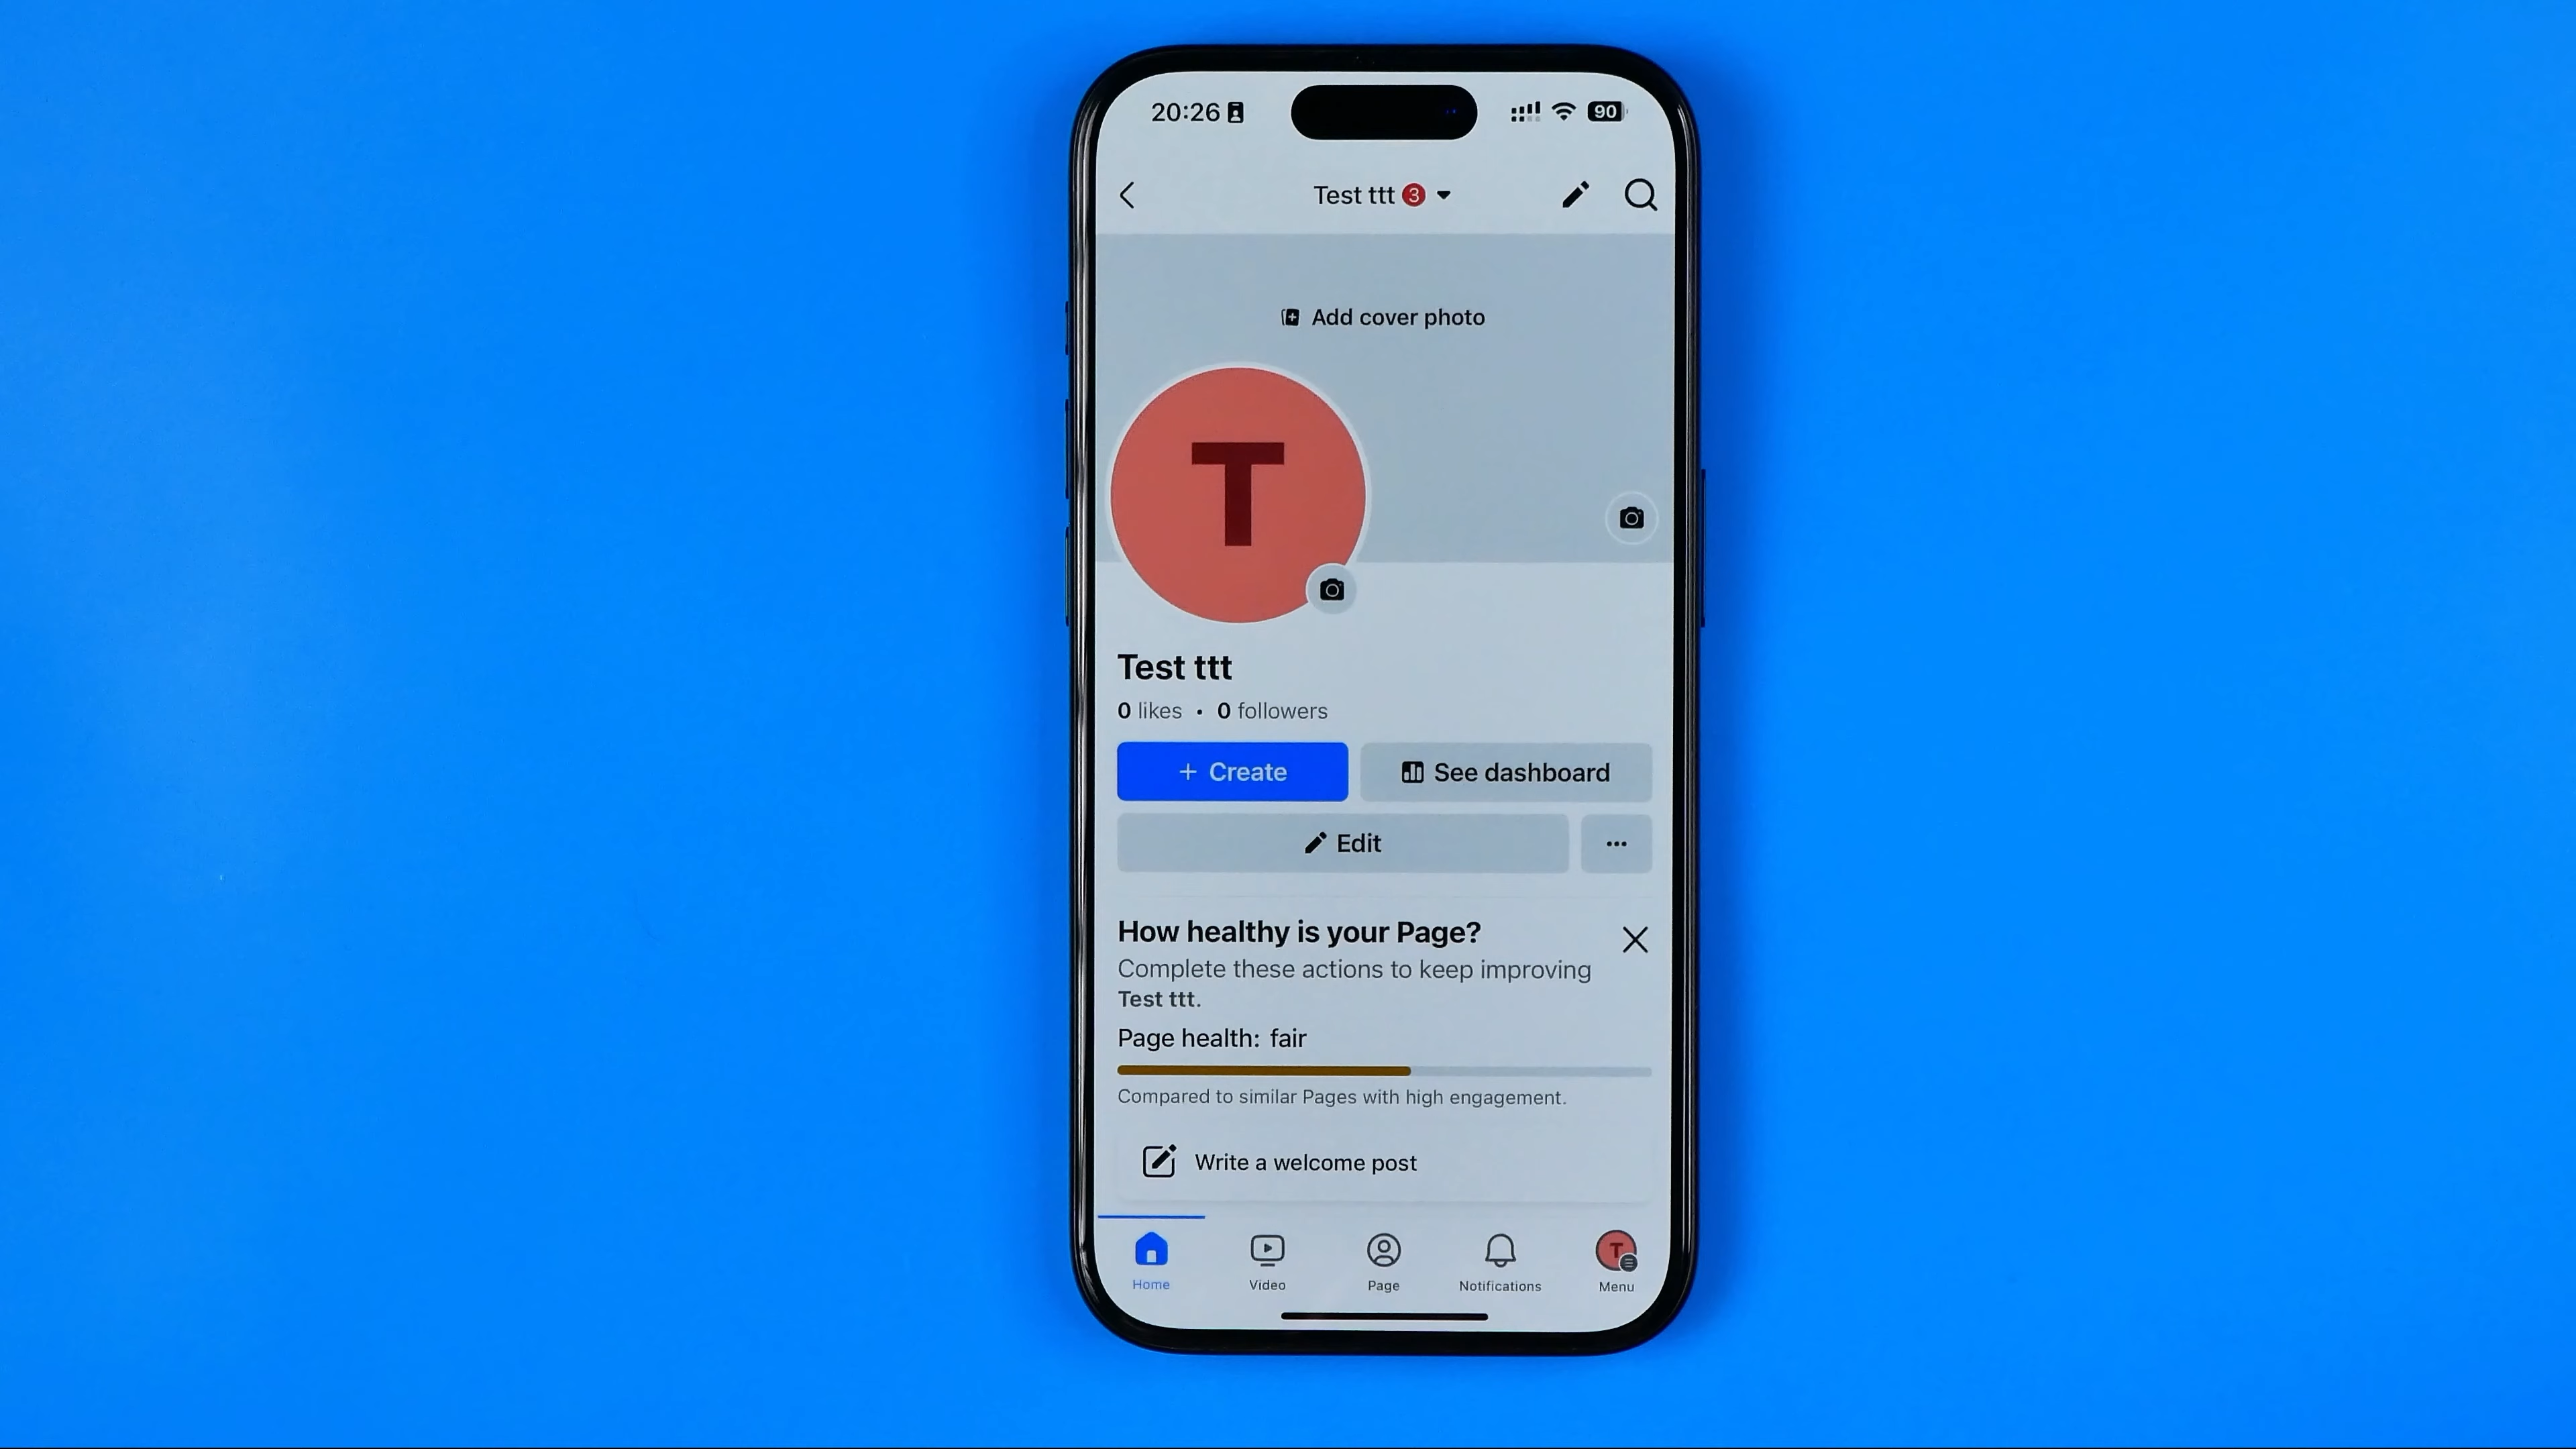 20:26
90
Test ttt 3
Add cover photo
T
Test ttt
0 likes • 0 followers
+ Create
See dashboard
Edit
How healthy is your Page?
Complete these actions to keep improving
Test ttt.
Page health: fair
Compared to similar Pages with high engagement.
Write a welcome post
T
Home
Video
Page
Notifications
Menu